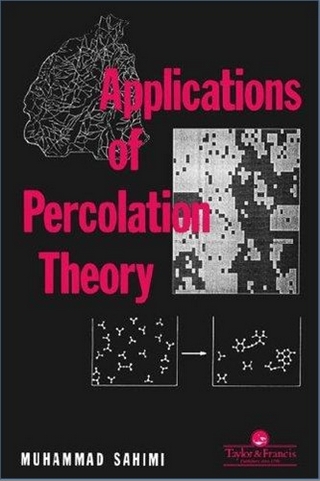 Applications
of
Percolation
Theory
MUHAMMAD SAHIMI
Taylor & Francis